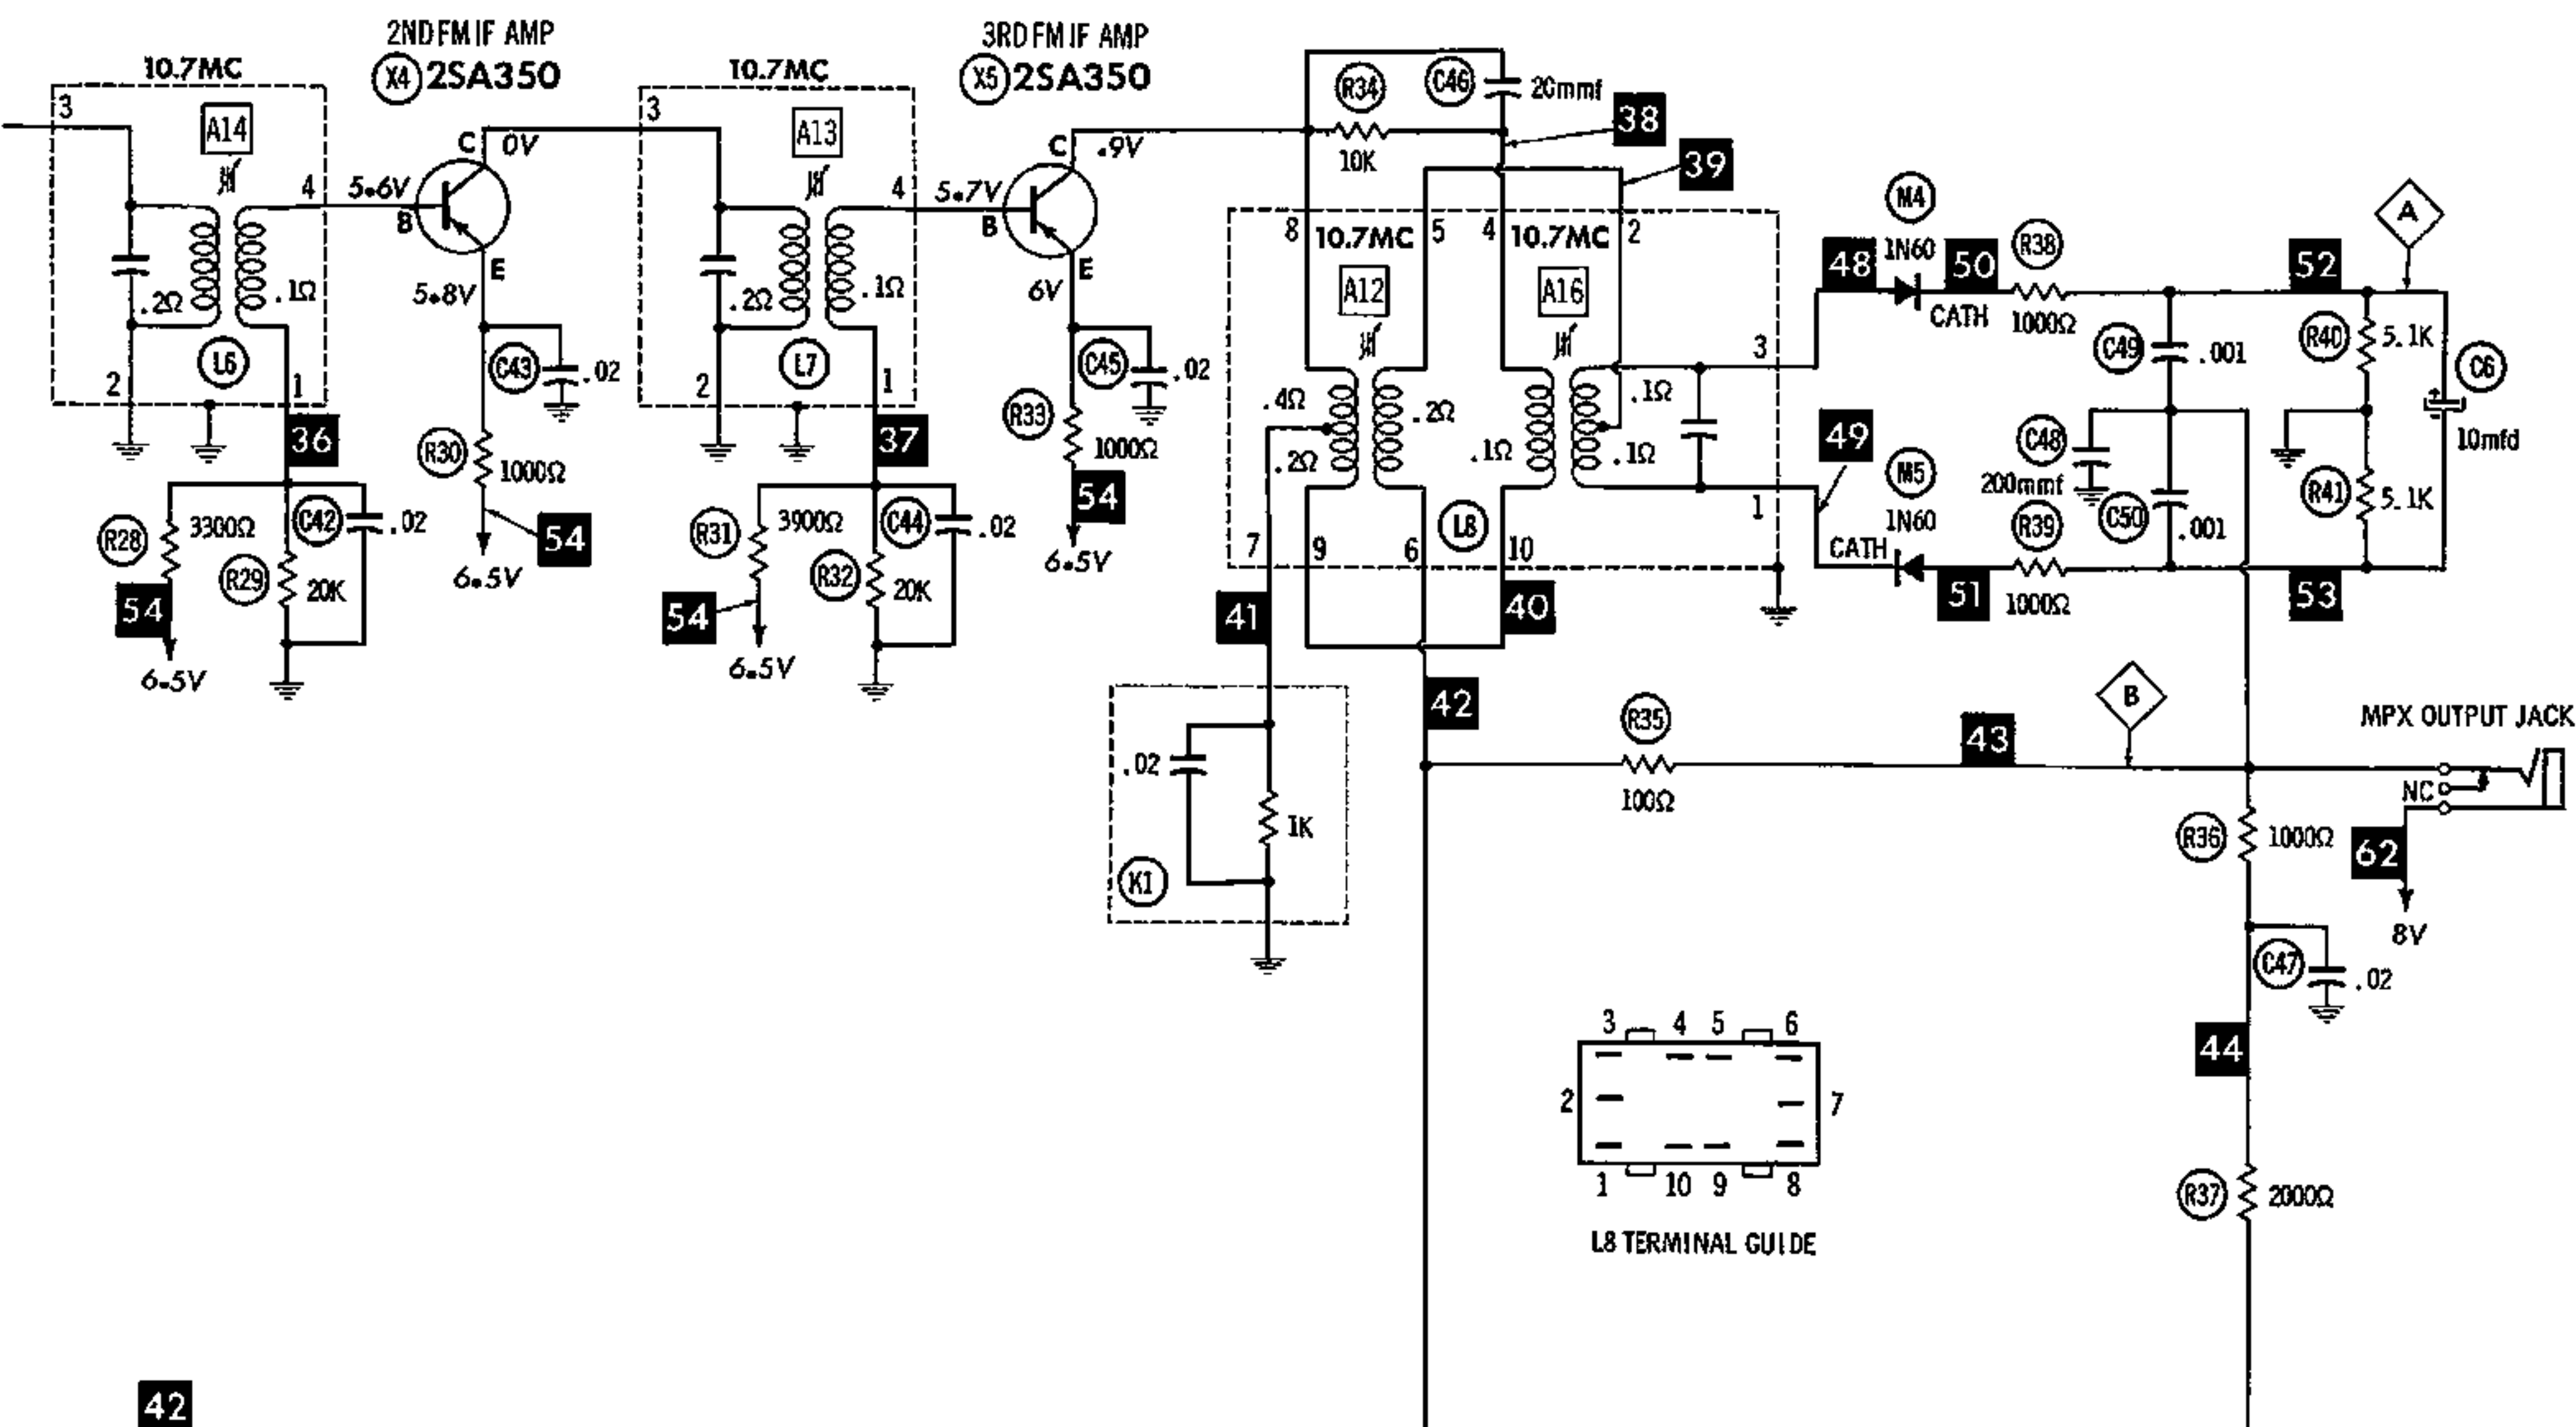 2ND FM IF AMP
X4 2SA350
3RD FM IF AMP
X5 2SA350
10.7MC
3
A14
4
.2Ω
.1Ω
L6
2
1
5.6V
B
C
0V
E
5.8V
C43
.02
36
R30
1000Ω
54
6.5V
R28
3300Ω
54
6.5V
C42
.02
R29
20K
10.7MC
3
A13
4
.2Ω
.1Ω
L7
2
1
5.7V
B
C
.9V
E
6V
C45
.02
37
R33
1000Ω
54
6.5V
R31
3900Ω
54
6.5V
C44
.02
R32
20K
R34
10K
C46
20mmf
38
39
8
10.7MC
5
4
10.7MC
2
A12
A16
3
.4Ω
.2Ω
.2Ω
.1Ω
.1Ω
.1Ω
1
7
9
6
L8
10
41
40
48
M4
1N60
50
CATH
R38
1000Ω
52
A
49
M5
1N60
CATH
51
R39
1000Ω
53
C49
.001
C48
200mmf
C50
.001
R40
5.1K
R41
5.1K
C6
+
10mfd
.02
1K
K1
42
R35
100Ω
43
B
MPX OUTPUT JACK
NC
62
8V
R36
1000Ω
C47
.02
44
R37
2000Ω
3 4 5 6
2 7
1 10 9 8
L8 TERMINAL GUIDE
42